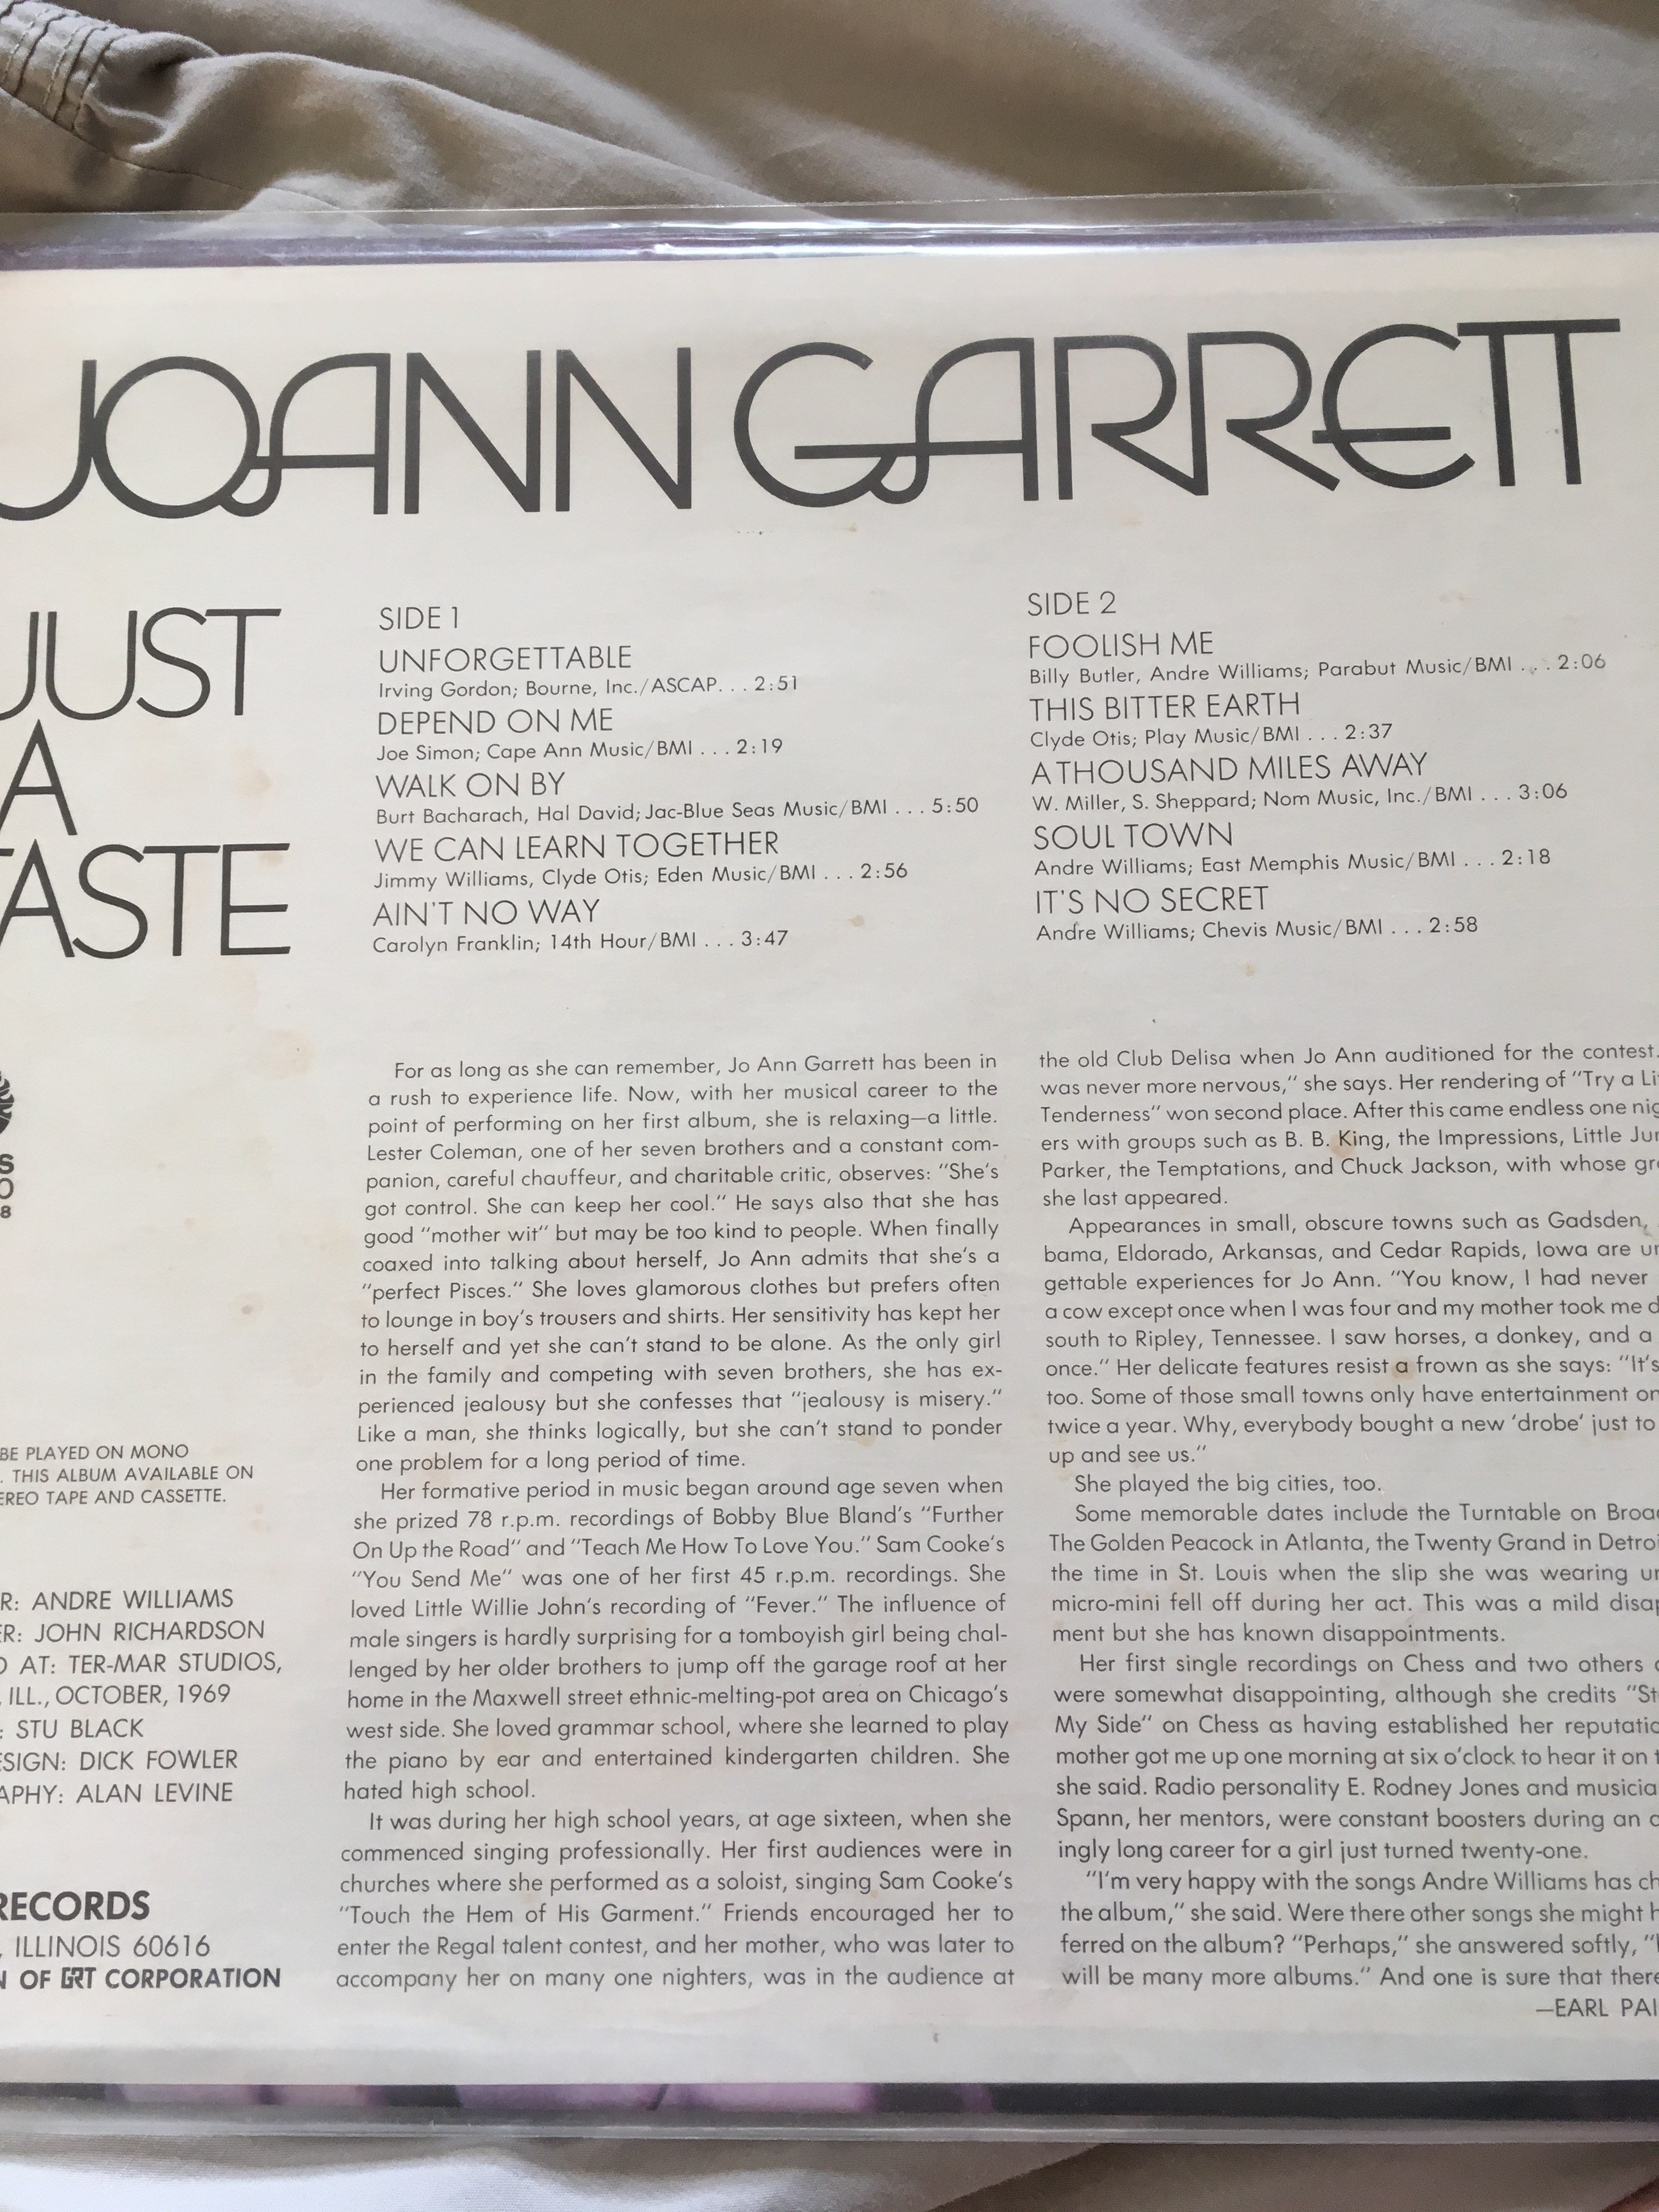 JOANN GARRETT
JUST
A
TASTE
SIDE 1
UNFORGETTABLE
Irving Gordon; Bourne, Inc./ASCAP. . . 2:51
DEPEND ON ME
Joe Simon; Cape Ann Music/BMI . . . 2:19
WALK ON BY
Burt Bacharach, Hal David; Jac-Blue Seas Music/BMI . . . 5:50
WE CAN LEARN TOGETHER
Jimmy Williams, Clyde Otis; Eden Music/BMI . . . 2:56
AIN'T NO WAY
Carolyn Franklin; 14th Hour/BMI . . . 3:47
SIDE 2
FOOLISH ME
Billy Butler, Andre Williams; Parabut Music/BMI . . . 2:06
THIS BITTER EARTH
Clyde Otis; Play Music/BMI . . . 2:37
A THOUSAND MILES AWAY
W. Miller, S. Sheppard; Nom Music, Inc./BMI . . . 3:06
SOUL TOWN
Andre Williams; East Memphis Music/BMI . . . 2:18
IT'S NO SECRET
Andre Williams; Chevis Music/BMI . . . 2:58
S
O
8
BE PLAYED ON MONO
. THIS ALBUM AVAILABLE ON
EREO TAPE AND CASSETTE.
R: ANDRE WILLIAMS
ER: JOHN RICHARDSON
D AT: TER-MAR STUDIOS,
, ILL., OCTOBER, 1969
: STU BLACK
ESIGN: DICK FOWLER
APHY: ALAN LEVINE
RECORDS
, ILLINOIS 60616
N OF GRT CORPORATION
For as long as she can remember, Jo Ann Garrett has been in
a rush to experience life. Now, with her musical career to the
point of performing on her first album, she is relaxing—a little.
Lester Coleman, one of her seven brothers and a constant com-
panion, careful chauffeur, and charitable critic, observes: "She's
got control. She can keep her cool." He says also that she has
good "mother wit" but may be too kind to people. When finally
coaxed into talking about herself, Jo Ann admits that she's a
"perfect Pisces." She loves glamorous clothes but prefers often
to lounge in boy's trousers and shirts. Her sensitivity has kept her
to herself and yet she can't stand to be alone. As the only girl
in the family and competing with seven brothers, she has ex-
perienced jealousy but she confesses that "jealousy is misery."
Like a man, she thinks logically, but she can't stand to ponder
one problem for a long period of time.
Her formative period in music began around age seven when
she prized 78 r.p.m. recordings of Bobby Blue Bland's "Further
On Up the Road" and "Teach Me How To Love You." Sam Cooke's
"You Send Me" was one of her first 45 r.p.m. recordings. She
loved Little Willie John's recording of "Fever." The influence of
male singers is hardly surprising for a tomboyish girl being chal-
lenged by her older brothers to jump off the garage roof at her
home in the Maxwell street ethnic-melting-pot area on Chicago's
west side. She loved grammar school, where she learned to play
the piano by ear and entertained kindergarten children. She
hated high school.
It was during her high school years, at age sixteen, when she
commenced singing professionally. Her first audiences were in
churches where she performed as a soloist, singing Sam Cooke's
"Touch the Hem of His Garment." Friends encouraged her to
enter the Regal talent contest, and her mother, who was later to
accompany her on many one nighters, was in the audience at
the old Club Delisa when Jo Ann auditioned for the contest.
was never more nervous," she says. Her rendering of "Try a Li
Tenderness" won second place. After this came endless one nig
ers with groups such as B. B. King, the Impressions, Little Jun
Parker, the Temptations, and Chuck Jackson, with whose gr
she last appeared.
Appearances in small, obscure towns such as Gadsden,
bama, Eldorado, Arkansas, and Cedar Rapids, Iowa are un
gettable experiences for Jo Ann. "You know, I had never
a cow except once when I was four and my mother took me d
south to Ripley, Tennessee. I saw horses, a donkey, and a
once." Her delicate features resist a frown as she says: "It's
too. Some of those small towns only have entertainment on
twice a year. Why, everybody bought a new 'drobe' just to
up and see us."
She played the big cities, too.
Some memorable dates include the Turntable on Broa
The Golden Peacock in Atlanta, the Twenty Grand in Detroi
the time in St. Louis when the slip she was wearing un
micro-mini fell off during her act. This was a mild disap
ment but she has known disappointments.
Her first single recordings on Chess and two others
were somewhat disappointing, although she credits "St
My Side" on Chess as having established her reputatio
mother got me up one morning at six o'clock to hear it on t
she said. Radio personality E. Rodney Jones and musicia
Spann, her mentors, were constant boosters during an
ingly long career for a girl just turned twenty-one.
"I'm very happy with the songs Andre Williams has ch
the album," she said. Were there other songs she might h
ferred on the album? "Perhaps," she answered softly, "
will be many more albums." And one is sure that there
—EARL PAI